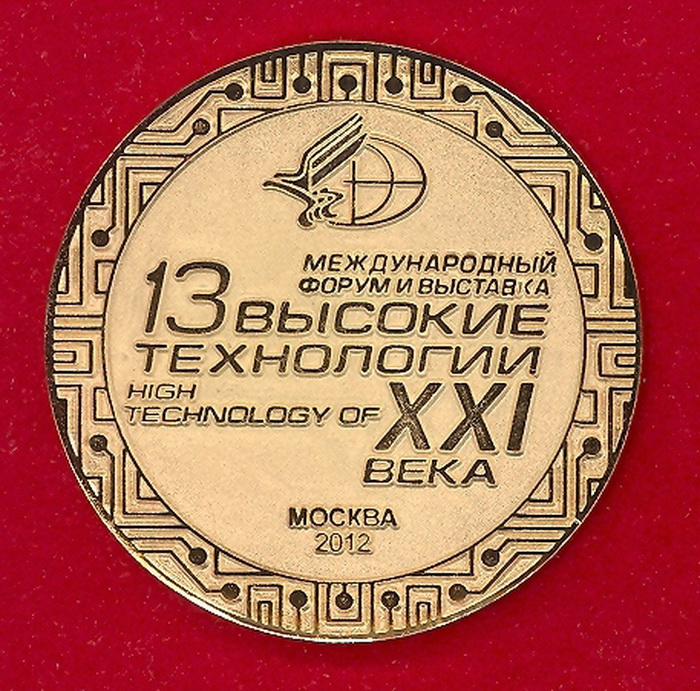 МЕЖДУНАРОДНЫЙ
ФОРУМ И ВЫСТАВКА
13 ВЫСОКИЕ
ТЕХНОЛОГИИ
HIGH
TECHNOLOGY OF XXI
ВЕКА
МОСКВА
2012